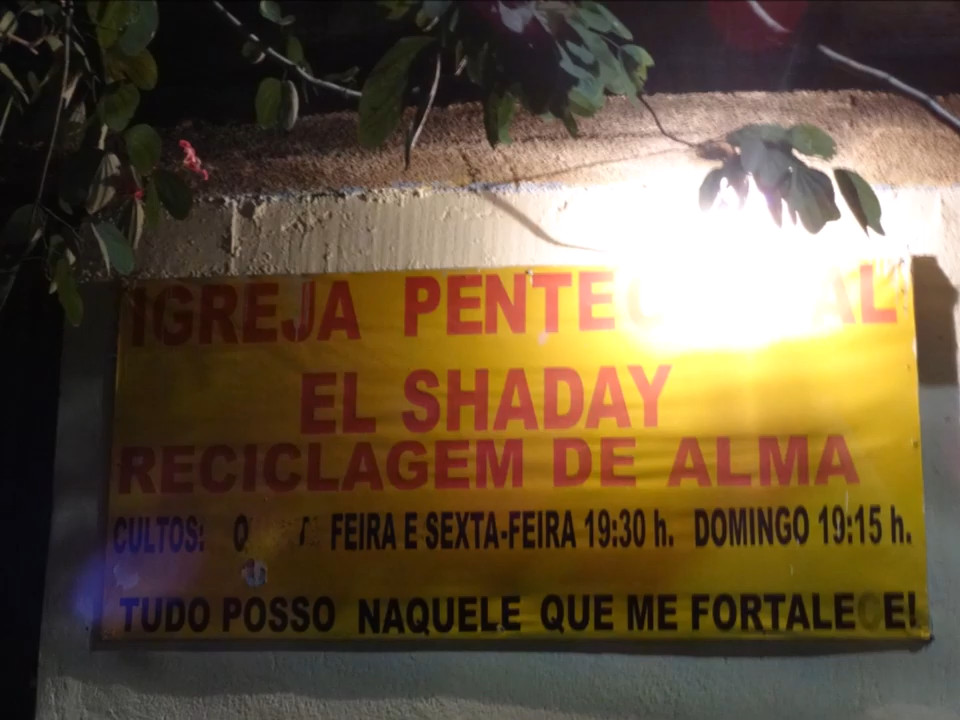 IGREJA
EL SHADAY
RECICLAGEM DE ALMA
CULTOS: FEIRA E SEXTA-FEIRA 19:30 h. DOMINGO 19:15 h.
TUDO POSSO NAQUELE QUE ME FORTALECE!